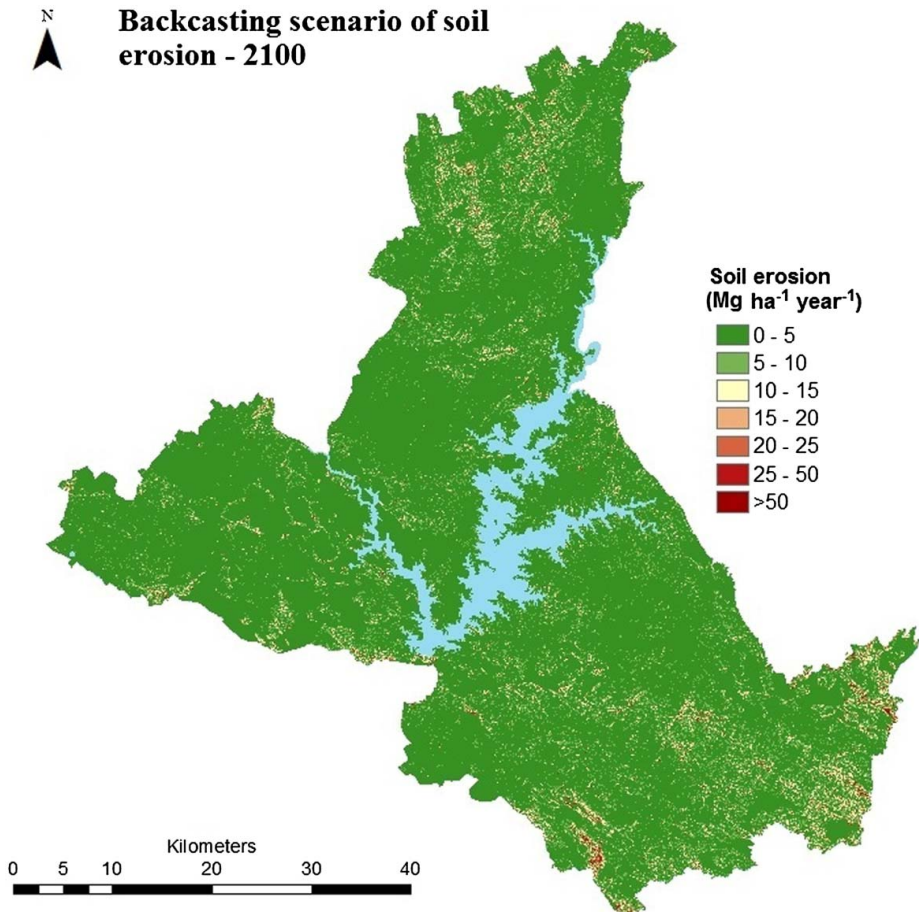 N
Backcasting scenario of soil
erosion - 2100
Soil erosion
(Mg ha⁻¹ year⁻¹)
0 - 5
5 - 10
10 - 15
15 - 20
20 - 25
25 - 50
>50
Kilometers
0 5 10 20 30 40